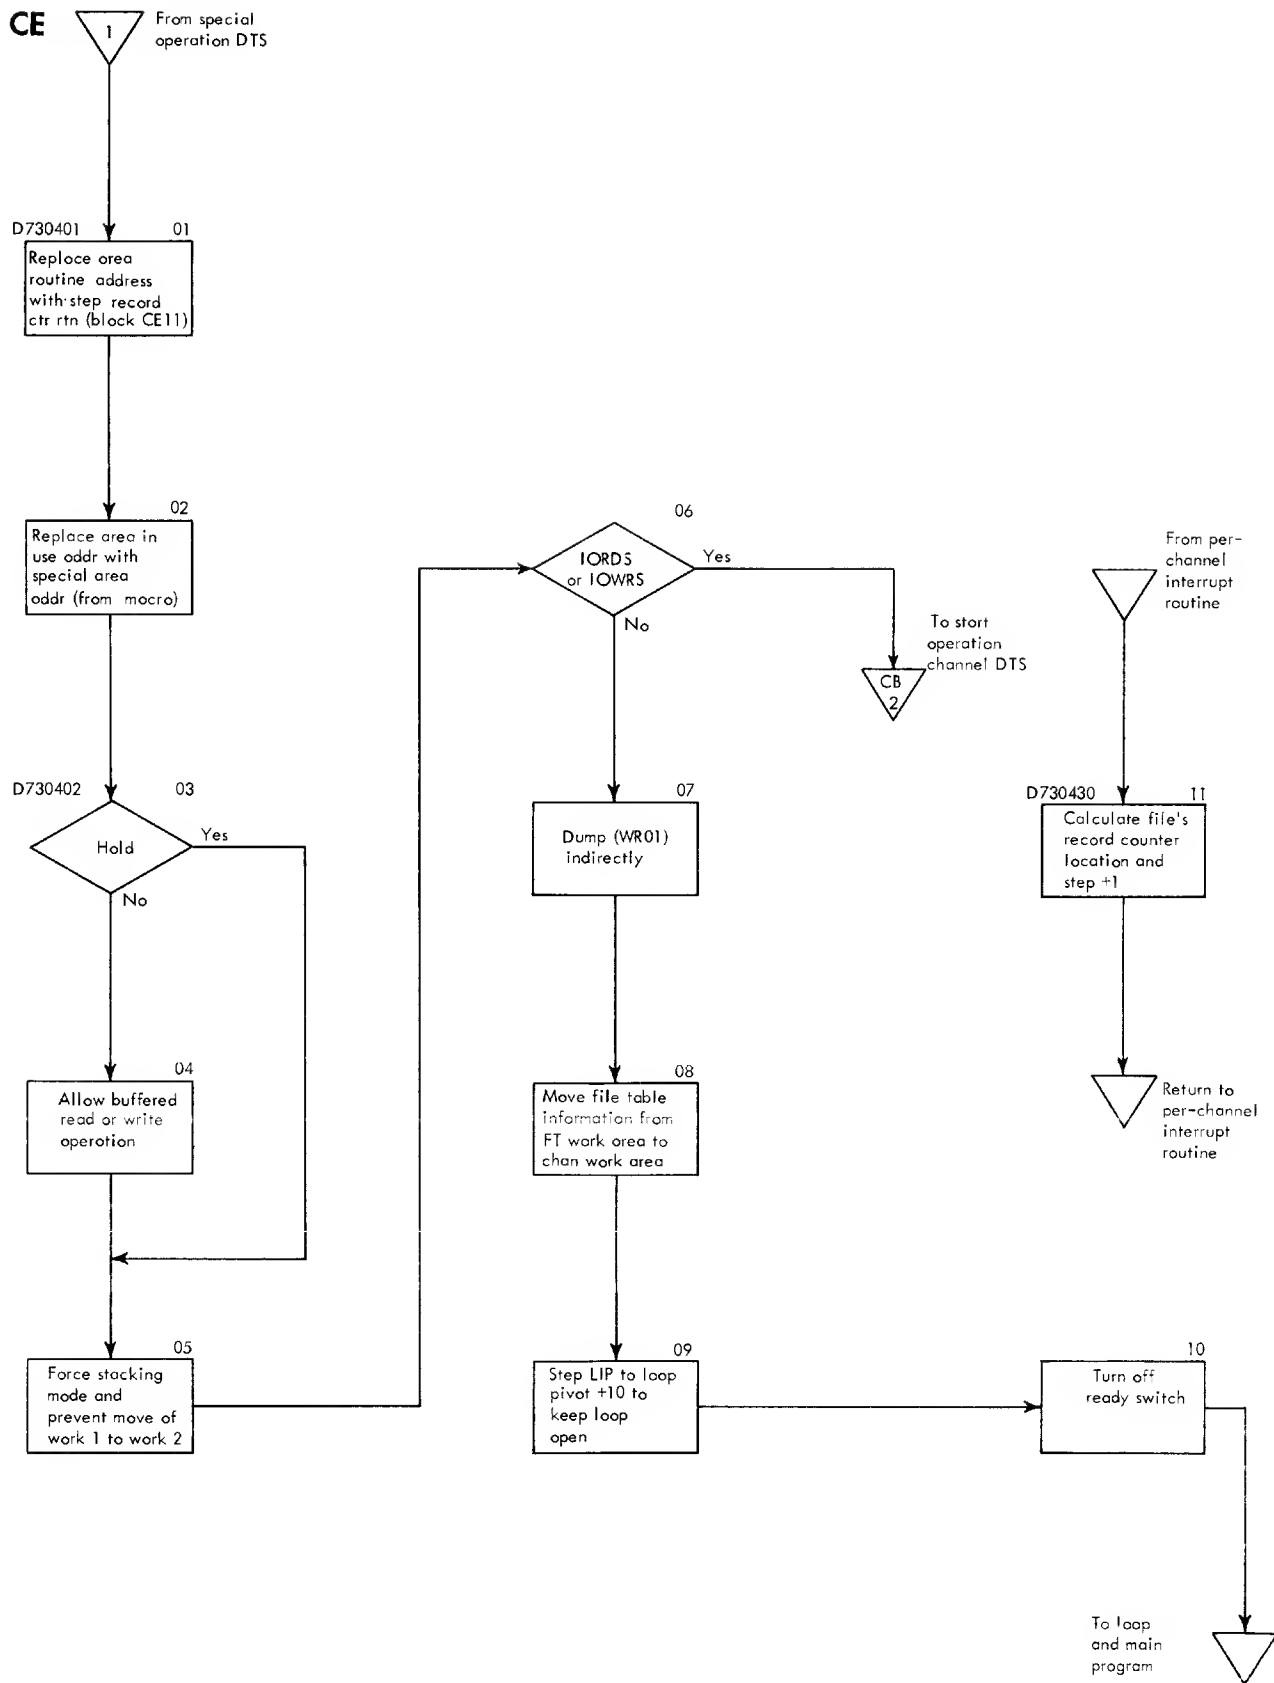 CE
1
From special
operation DTS
D730401
01
Reploce orea
routine address
with step record
ctr rtn (block CE11)
02
Replace area in
use oddr with
special area
oddr (from mocro)
D730402
03
Hold
Yes
No
04
Allow buffered
read or write
operotion
05
Force stacking
mode and
prevent move of
work 1 to work 2
06
IORDS
or IOWRS
Yes
No
To start
operation
channel DTS
CB
2
07
Dump (WR01)
indirectly
08
Move file table
information from
FT work area to
chan work area
09
Step LIP to loop
pivot +10 to
keep loop
open
10
Turn off
ready switch
To loop
and main
program
From per-
channel
interrupt
routine
D730430
11
Calculate file's
record counter
location and
step +1
Return to
per-channel
interrupt
routine